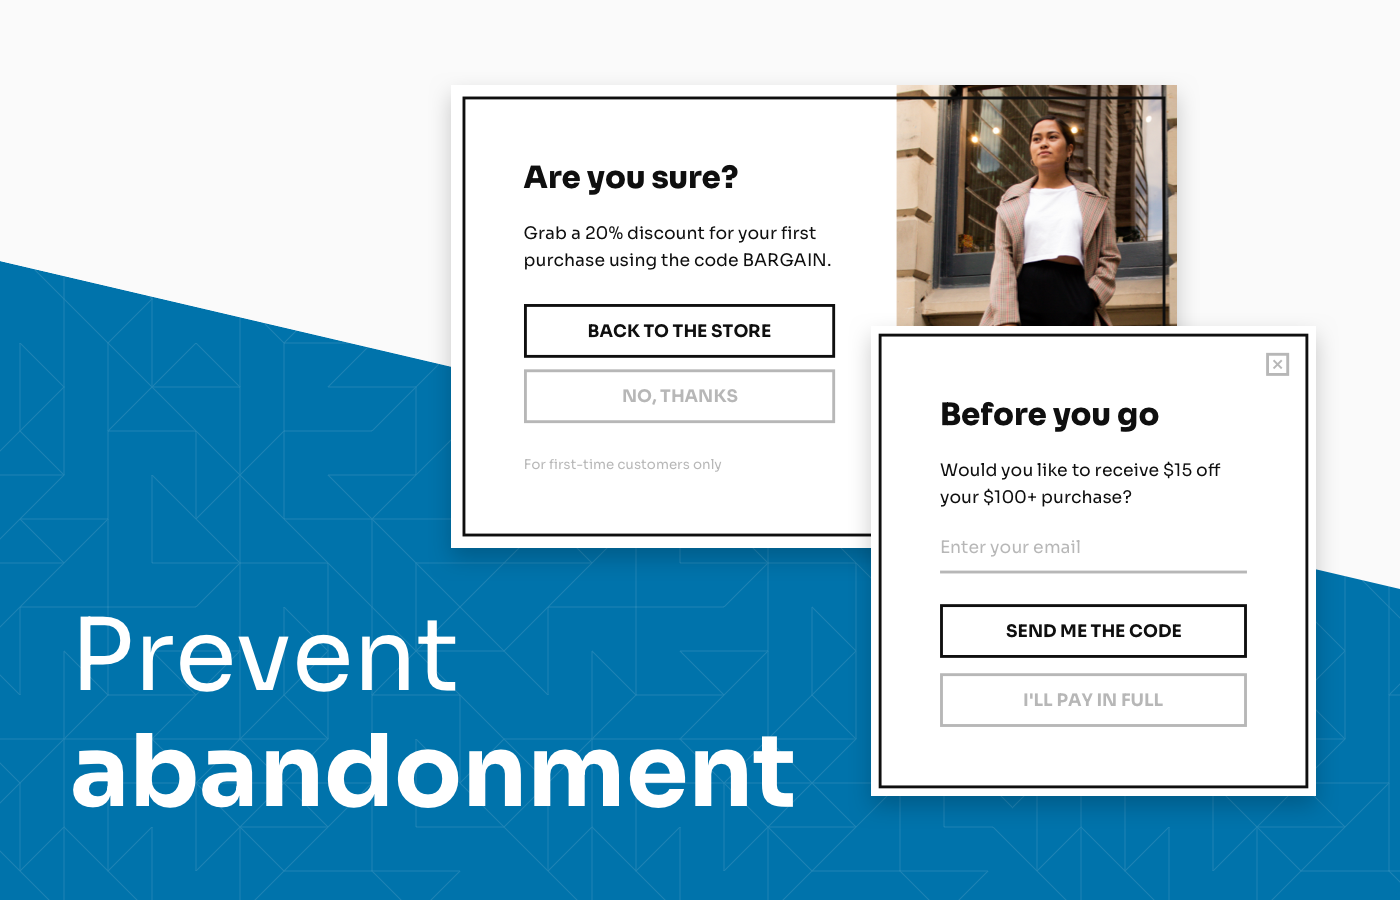 Are you sure?
Grab a 20% discount for your first
purchase using the code BARGAIN.
BACK TO THE STORE
NO, THANKS
For first-time customers only
Before you go
Would you like to receive $15 off
your $100+ purchase?
Enter your email
SEND ME THE CODE
I'LL PAY IN FULL
Prevent
abandonment